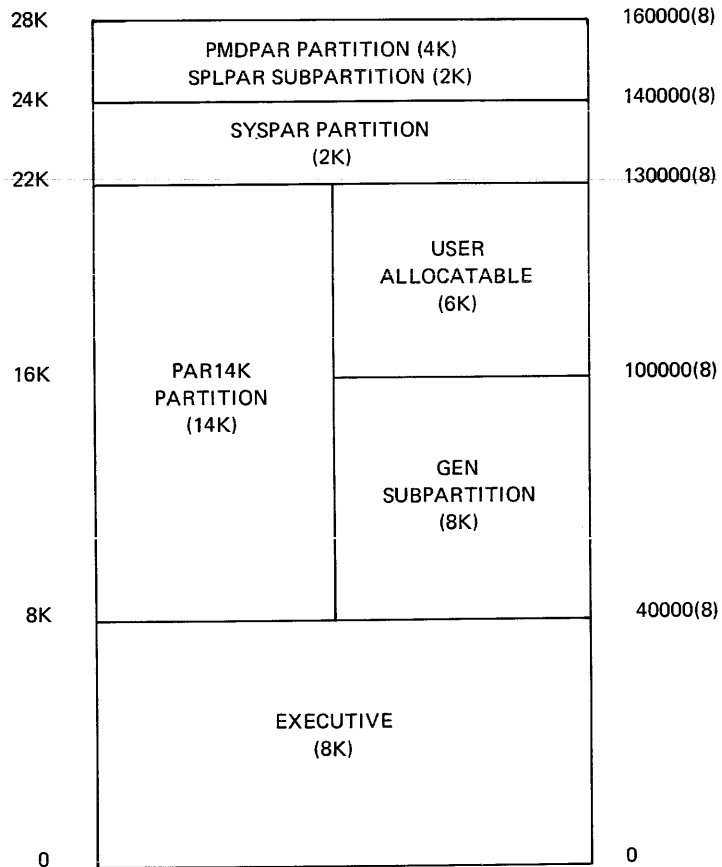 28K
160000(8)
PMDPAR PARTITION (4K)
SPLPAR SUBPARTITION (2K)
24K
140000(8)
SYSPAR PARTITION
(2K)
22K
130000(8)
USER
ALLOCATABLE
(6K)
16K
100000(8)
PAR14K
PARTITION
(14K)
GEN
SUBPARTITION
(8K)
8K
40000(8)
EXECUTIVE
(8K)
0
0